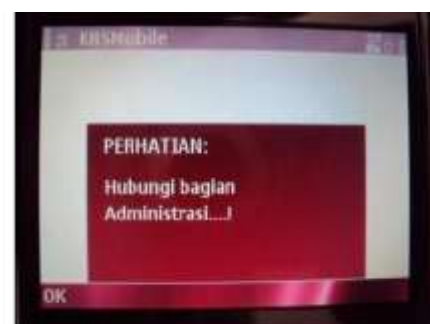 KRSMobile
PERHATIAN:
Hubungi bagian
Administrasi....!
OK